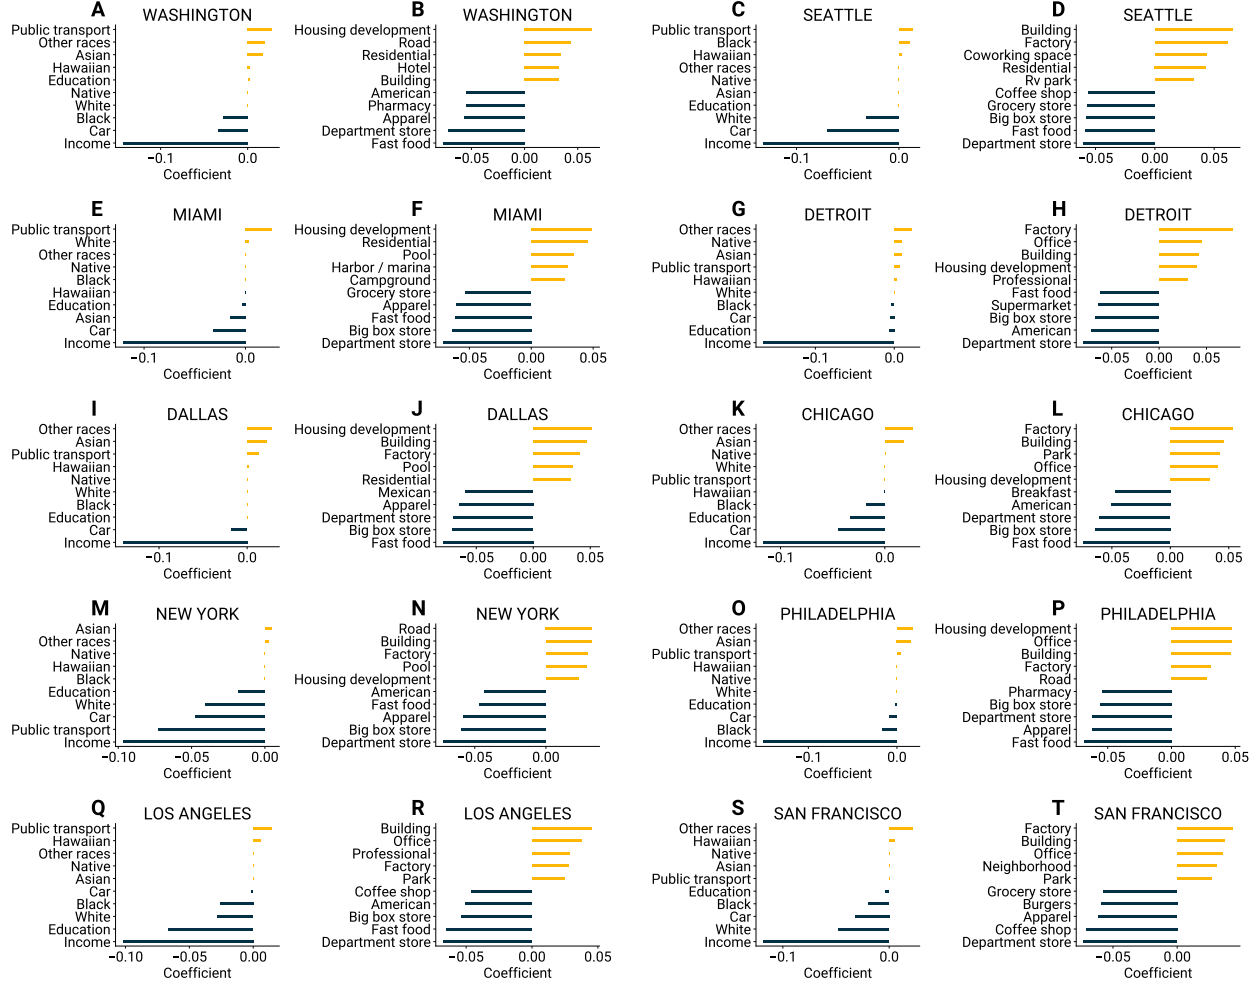 A
WASHINGTON
Public transport
Other races
Asian
Hawaiian
Education
Native
White
Black
Car
Income
−0.1
0.0
Coefficient
B
WASHINGTON
Housing development
Road
Residential
Hotel
Building
American
Pharmacy
Apparel
Department store
Fast food
−0.05
0.00
0.05
Coefficient
C
SEATTLE
Public transport
Black
Hawaiian
Other races
Native
Asian
Education
White
Car
Income
−0.1
0.0
Coefficient
D
SEATTLE
Building
Factory
Coworking space
Residential
Rv park
Coffee shop
Grocery store
Big box store
Fast food
Department store
−0.05
0.00
0.05
Coefficient
E
MIAMI
Public transport
White
Other races
Native
Black
Hawaiian
Education
Asian
Car
Income
−0.1
0.0
Coefficient
F
MIAMI
Housing development
Residential
Pool
Harbor / marina
Campground
Grocery store
Apparel
Fast food
Big box store
Department store
−0.05
0.00
0.05
Coefficient
G
DETROIT
Other races
Native
Asian
Public transport
Hawaiian
White
Black
Car
Education
Income
−0.1
0.0
Coefficient
H
DETROIT
Factory
Office
Building
Housing development
Professional
Fast food
Supermarket
Big box store
American
Department store
−0.05
0.00
0.05
Coefficient
I
DALLAS
Other races
Asian
Public transport
Hawaiian
Native
White
Black
Education
Car
Income
−0.1
0.0
Coefficient
J
DALLAS
Housing development
Building
Factory
Pool
Residential
Mexican
Apparel
Department store
Big box store
Fast food
−0.05
0.00
0.05
Coefficient
K
CHICAGO
Other races
Asian
Native
White
Public transport
Hawaiian
Black
Education
Car
Income
−0.1
0.0
Coefficient
L
CHICAGO
Factory
Building
Park
Office
Housing development
Breakfast
American
Department store
Big box store
Fast food
−0.05
0.00
0.05
Coefficient
M
NEW YORK
Asian
Other races
Native
Hawaiian
Black
Education
White
Car
Public transport
Income
−0.10
−0.05
0.00
Coefficient
N
NEW YORK
Road
Building
Factory
Pool
Housing development
American
Fast food
Apparel
Big box store
Department store
−0.05
0.00
Coefficient
O
PHILADELPHIA
Other races
Asian
Public transport
Hawaiian
Native
White
Education
Car
Black
Income
−0.1
0.0
Coefficient
P
PHILADELPHIA
Housing development
Office
Building
Factory
Road
Pharmacy
Big box store
Department store
Apparel
Fast food
−0.05
0.00
0.05
Coefficient
Q
LOS ANGELES
Public transport
Hawaiian
Other races
Native
Asian
Car
Black
White
Education
Income
−0.10
−0.05
0.00
Coefficient
R
LOS ANGELES
Building
Office
Professional
Factory
Park
Coffee shop
American
Big box store
Fast food
Department store
−0.05
0.00
0.05
Coefficient
S
SAN FRANCISCO
Other races
Hawaiian
Native
Asian
Public transport
Education
Black
Car
White
Income
−0.1
0.0
Coefficient
T
SAN FRANCISCO
Factory
Building
Office
Neighborhood
Park
Grocery store
Burgers
Apparel
Coffee shop
Department store
−0.05
0.00
Coefficient